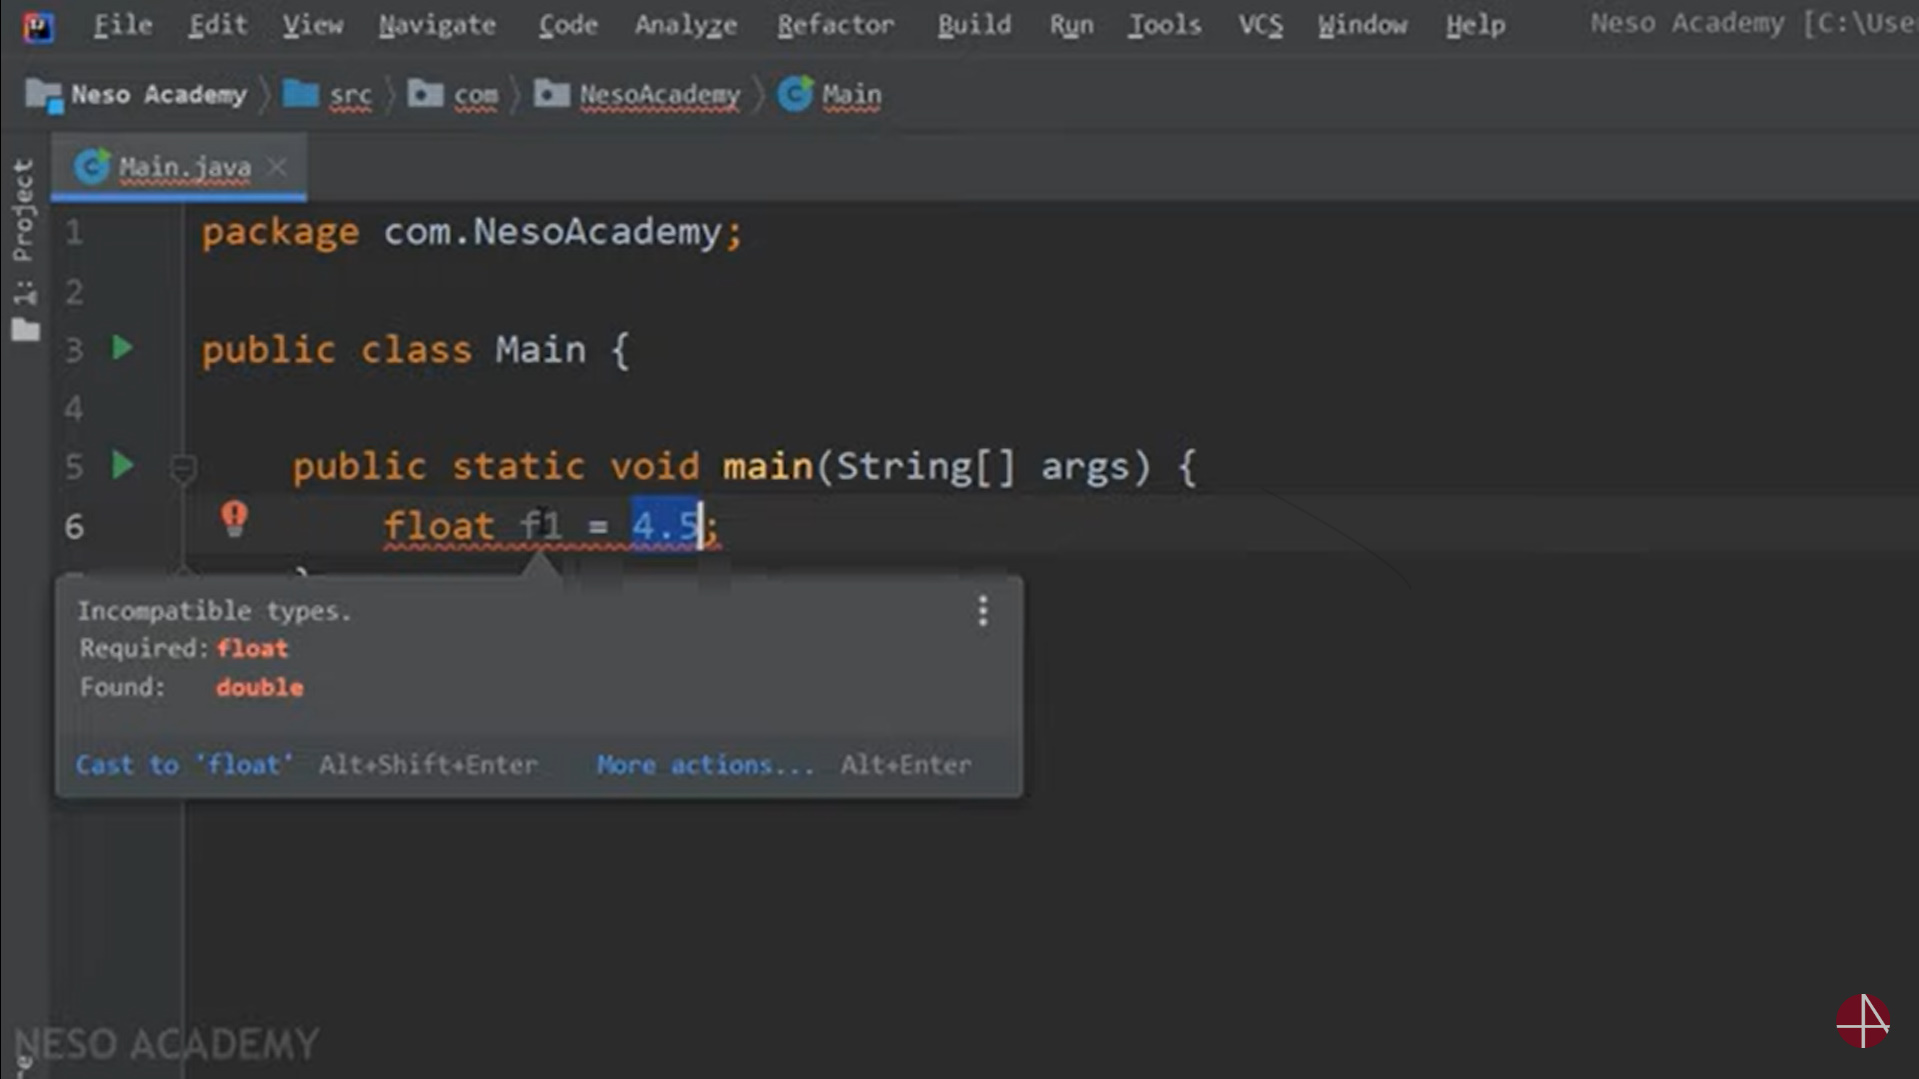 File Edit View Navigate Code Analyze Refactor Build Run Tools VCS Window Help Neso Academy [C:\Use
Neso Academy src com NesoAcademy Main
Main.java
1: Project
1 package com.NesoAcademy;
2
3 public class Main {
4
5 public static void main(String[] args) {
6 float f1 = 4.5;
Incompatible types.
Required: float
Found: double
Cast to 'float' Alt+Shift+Enter More actions... Alt+Enter
NESO ACADEMY